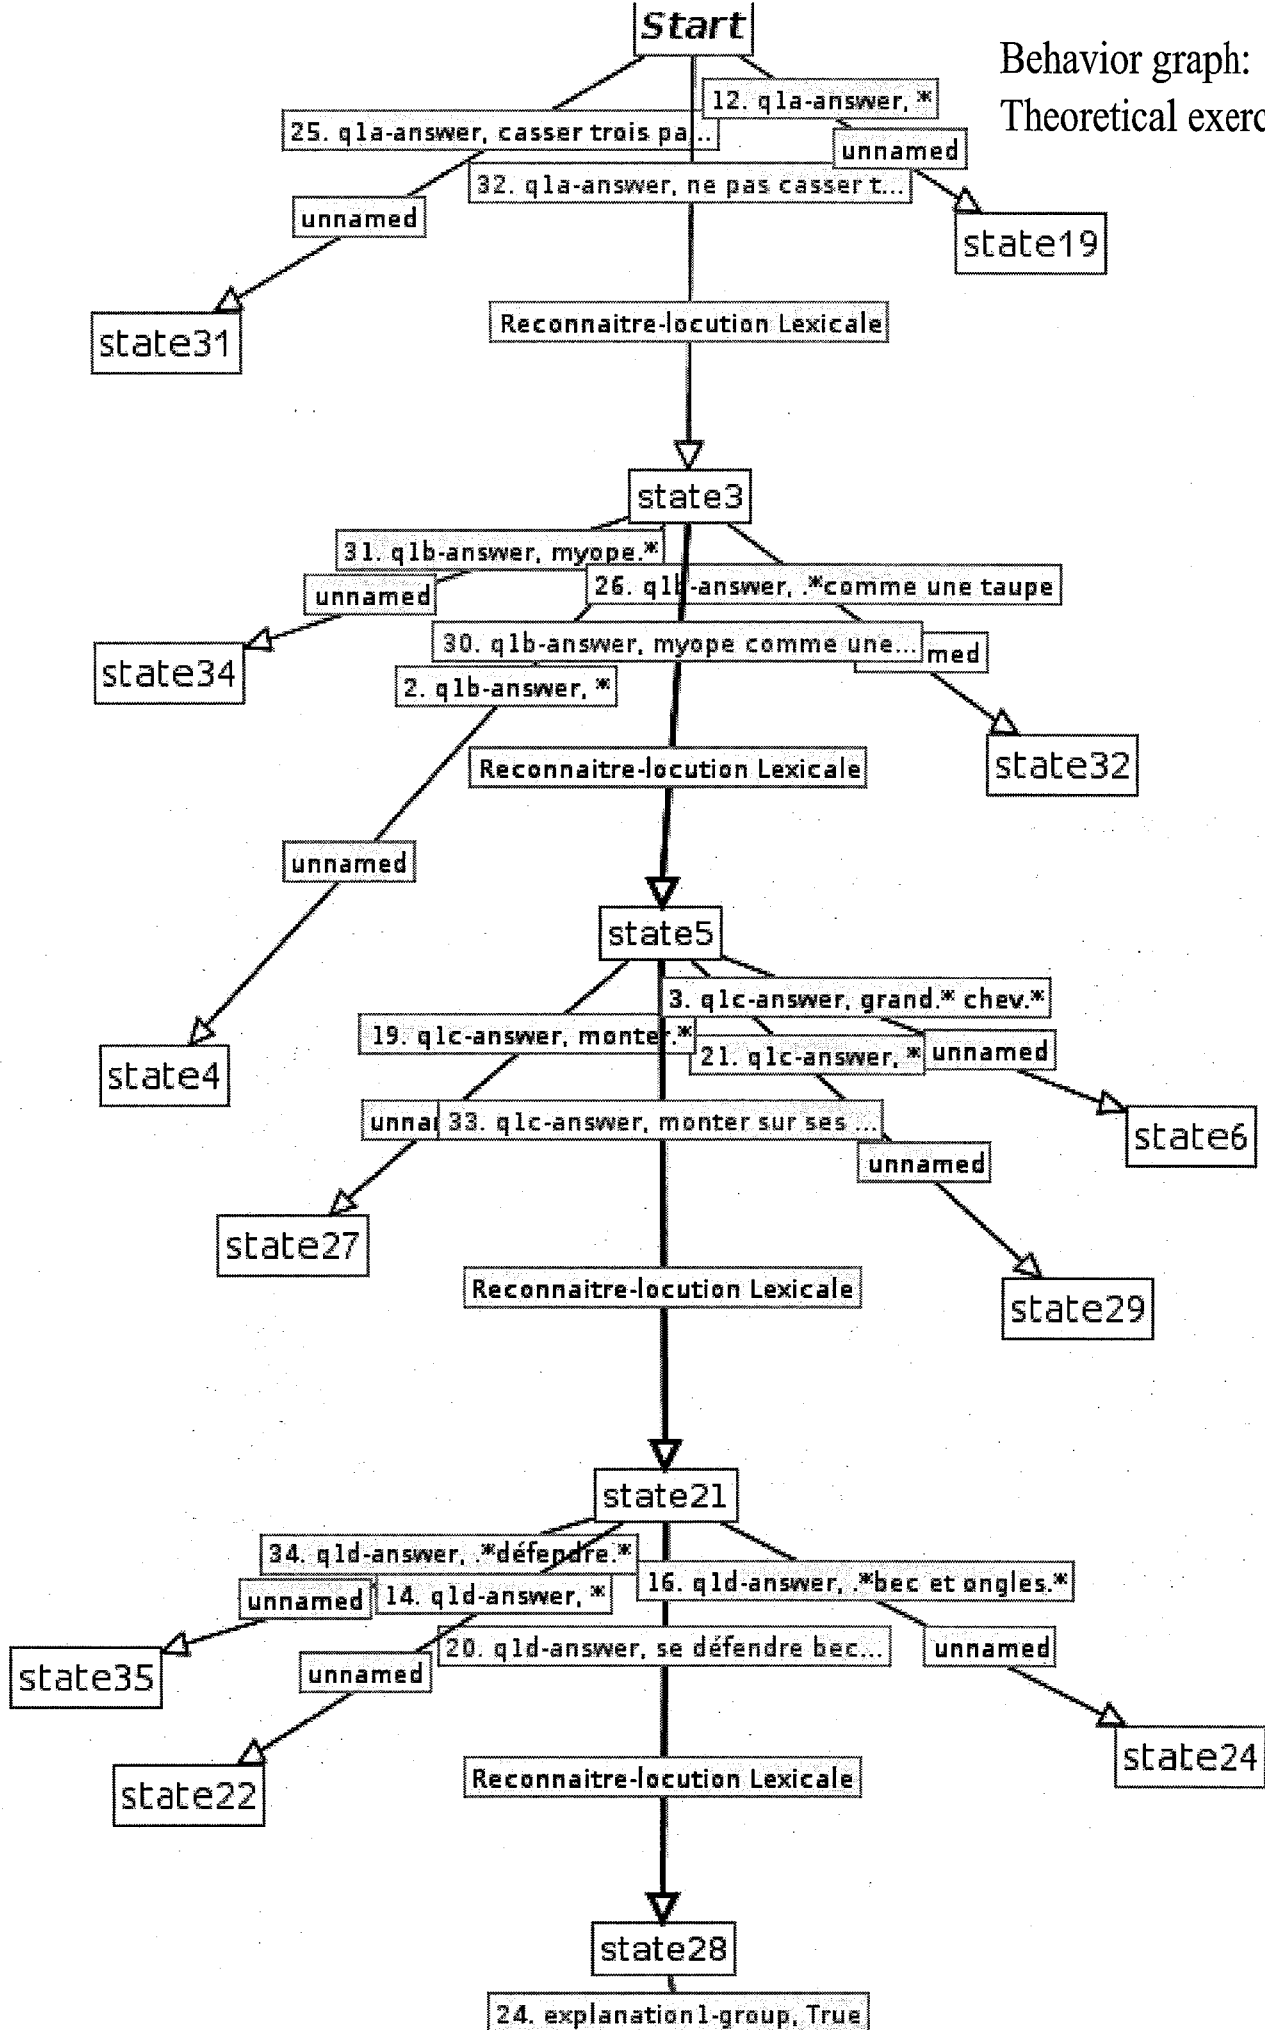 Start
Behavior graph:
Theoretical exerc
12. q1a-answer, *
25. q1a-answer, casser trois pa...
unnamed
32. q1a-answer, ne pas casser t...
unnamed
state19
Reconnaitre-locution Lexicale
state31
state3
31. q1b-answer, myope.*
26. q1b-answer, .*comme une taupe
unnamed
30. q1b-answer, myope comme une...
med
state34
2. q1b-answer, *
Reconnaitre-locution Lexicale
state32
unnamed
state5
3. q1c-answer, grand.* chev.*
19. q1c-answer, monter.*
21. q1c-answer, *
unnamed
state4
unnar
33. q1c-answer, monter sur ses ...
state6
unnamed
state27
Reconnaitre-locution Lexicale
state29
state21
34. q1d-answer, .*défendre.*
16. q1d-answer, .*bec et ongles.*
unnamed
14. q1d-answer, *
20. q1d-answer, se défendre bec...
unnamed
state35
unnamed
state24
Reconnaitre-locution Lexicale
state22
state28
24. explanation1-group, True